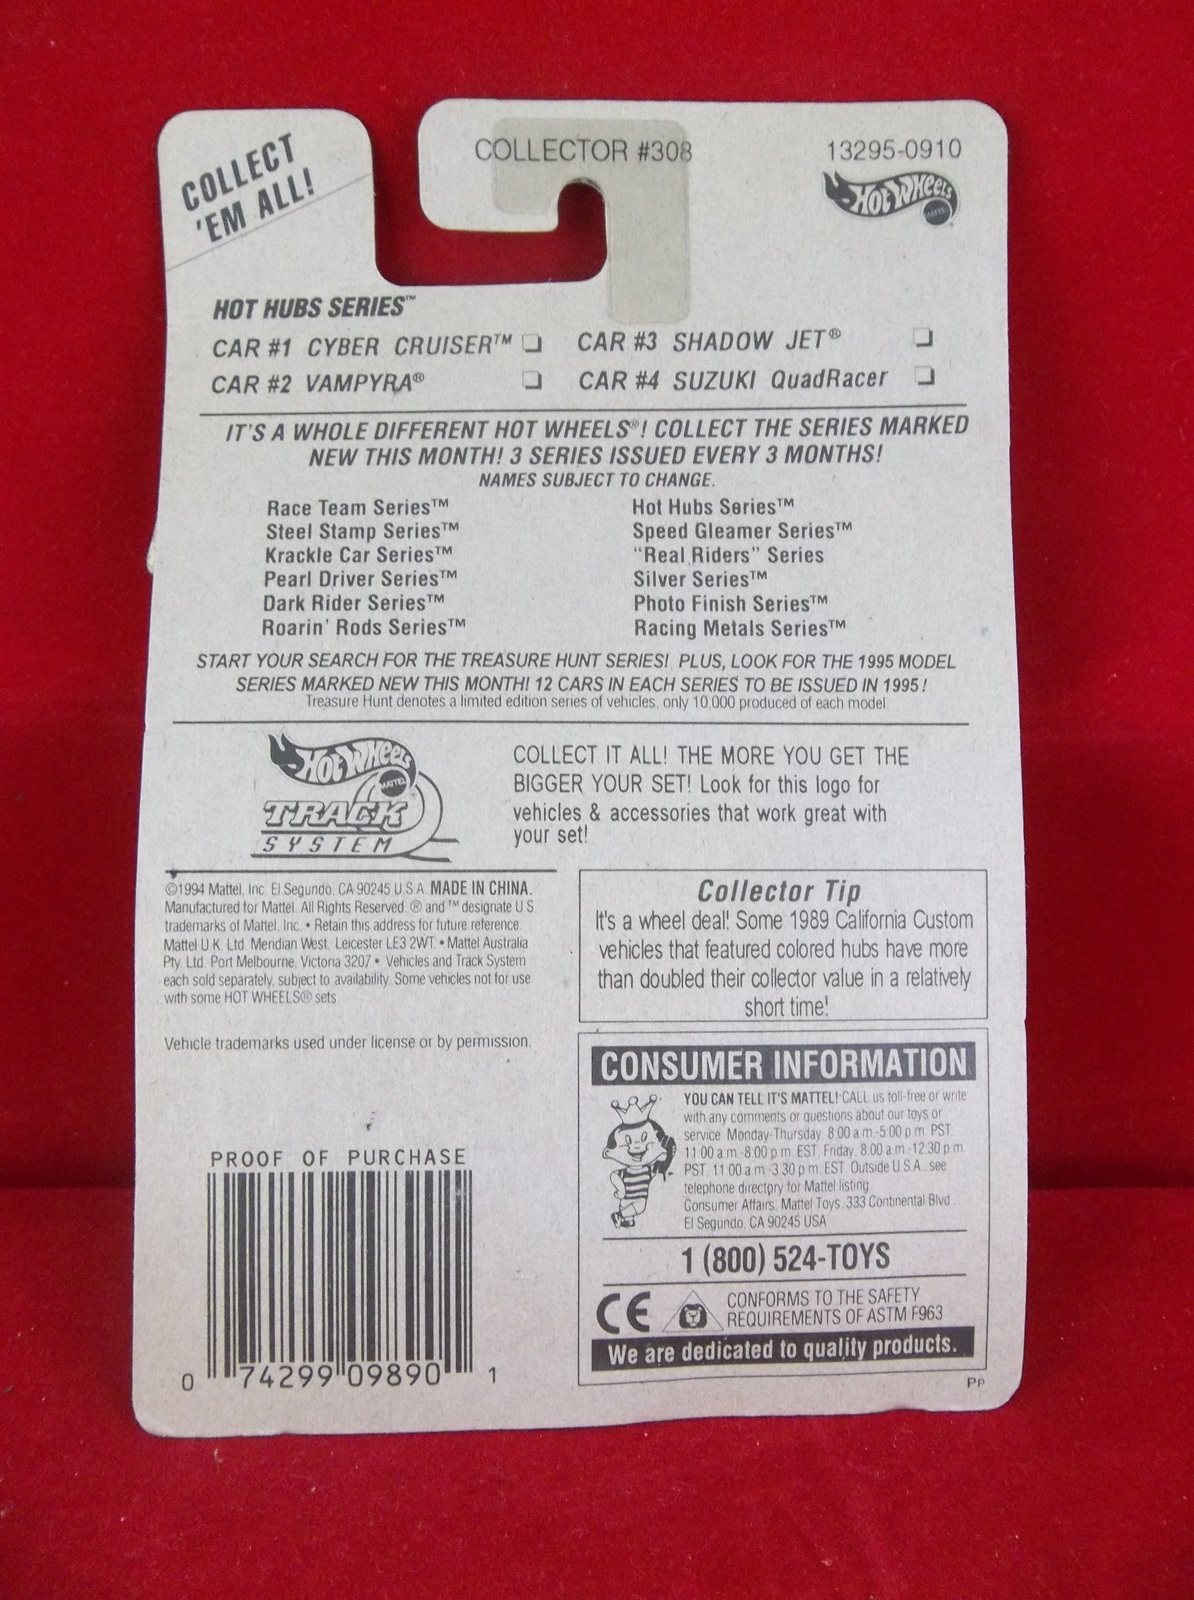 COLLECT
'EM ALL!
COLLECTOR #308
13295-0910
Hot Wheels
MATTEL
HOT HUBS SERIES™
CAR #1 CYBER CRUISER™ ❏ CAR #3 SHADOW JET® ❏
CAR #2 VAMPYRA® ❏ CAR #4 SUZUKI QuadRacer ❏
IT'S A WHOLE DIFFERENT HOT WHEELS®! COLLECT THE SERIES MARKED
NEW THIS MONTH! 3 SERIES ISSUED EVERY 3 MONTHS!
NAMES SUBJECT TO CHANGE.
Race Team Series™
Steel Stamp Series™
Krackle Car Series™
Pearl Driver Series™
Dark Rider Series™
Roarin' Rods Series™
Hot Hubs Series™
Speed Gleamer Series™
"Real Riders" Series
Silver Series™
Photo Finish Series™
Racing Metals Series™
START YOUR SEARCH FOR THE TREASURE HUNT SERIES! PLUS, LOOK FOR THE 1995 MODEL
SERIES MARKED NEW THIS MONTH! 12 CARS IN EACH SERIES TO BE ISSUED IN 1995!
Treasure Hunt denotes a limited edition series of vehicles, only 10,000 produced of each model.
Hot Wheels
MATTEL
TRACK
SYSTEM
COLLECT IT ALL! THE MORE YOU GET THE
BIGGER YOUR SET! Look for this logo for
vehicles & accessories that work great with
your set!
©1994 Mattel, Inc. El Segundo, CA 90245 U.S.A. MADE IN CHINA.
Manufactured for Mattel. All Rights Reserved. ® and ™ designate U.S.
trademarks of Mattel, Inc. • Retain this address for future reference:
Mattel U.K. Ltd. Meridian West, Leicester LE3 2WT. • Mattel Australia
Pty. Ltd. Port Melbourne, Victoria 3207 • Vehicles and Track System
each sold separately, subject to availability. Some vehicles not for use
with some HOT WHEELS® sets
Vehicle trademarks used under license or by permission.
Collector Tip
It's a wheel deal! Some 1989 California Custom
vehicles that featured colored hubs have more
than doubled their collector value in a relatively
short time!
CONSUMER INFORMATION
YOU CAN TELL IT'S MATTEL! CALL us toll-free or write
with any comments or questions about our toys or
service. Monday-Thursday, 8:00 a.m.-5:00 p.m. PST,
11:00 a.m.-8:00 p.m. EST; Friday, 8:00 a.m.-12:30 p.m.
PST, 11:00 a.m.-3:30 p.m. EST. Outside U.S.A., see
telephone directory for Mattel listing.
Consumer Affairs, Mattel Toys, 333 Continental Blvd.
El Segundo, CA 90245 USA
1 (800) 524-TOYS
CE CONFORMS TO THE SAFETY
REQUIREMENTS OF ASTM F963
We are dedicated to quality products.
PP
PROOF OF PURCHASE
0 74299 09890 1